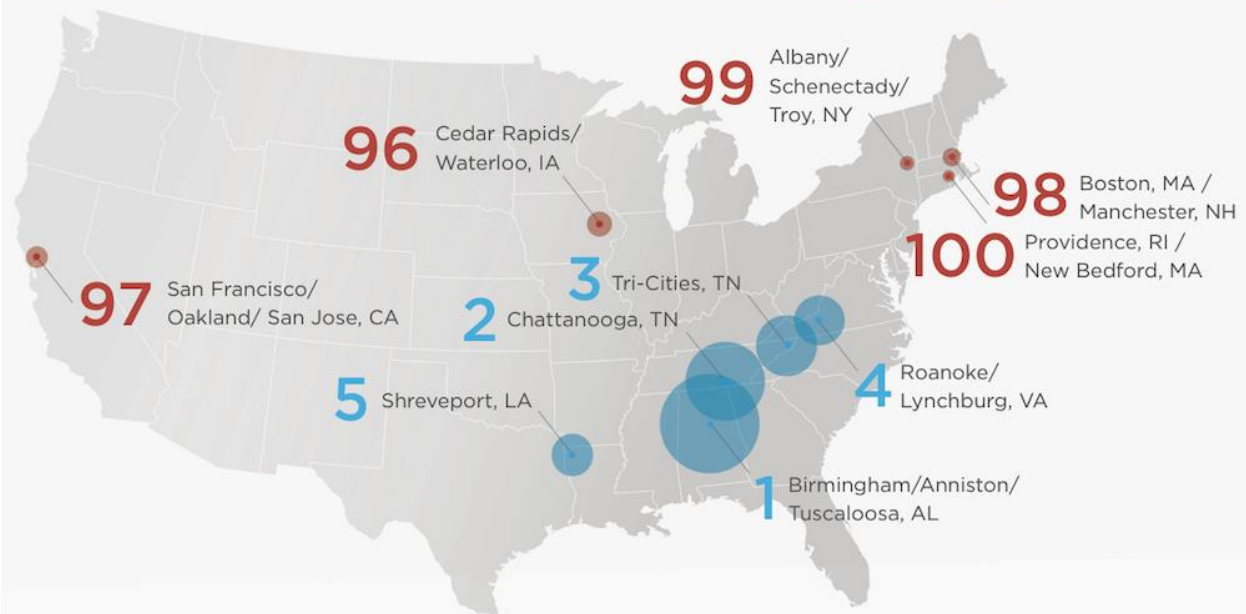 99
Albany/
Schenectady/
Troy, NY
96
Cedar Rapids/
Waterloo, IA
98
Boston, MA /
Manchester, NH
100
Providence, RI /
New Bedford, MA
97
San Francisco/
Oakland/ San Jose, CA
3
Tri-Cities, TN
2
Chattanooga, TN
4
Roanoke/
Lynchburg, VA
5
Shreveport, LA
1
Birmingham/Anniston/
Tuscaloosa, AL